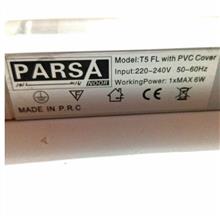 PARSA
NOOR
Model:T5 FL with PVC Cover
Input:220-240V 50-60Hz
WorkingPower: 1xMAX 6W
MADE IN P.R.C